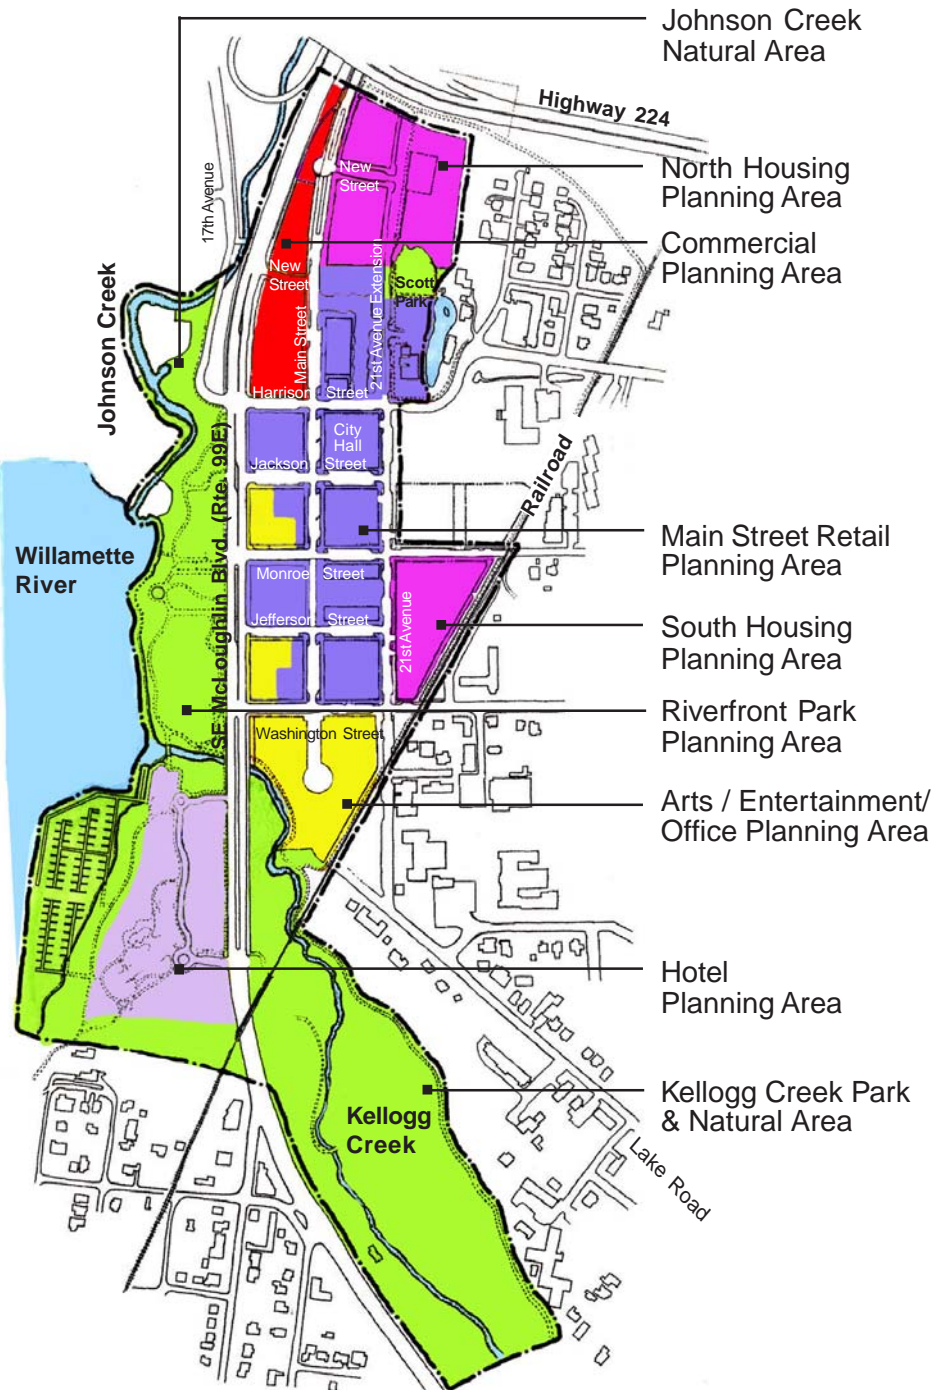 Johnson Creek
Natural Area
Highway 224
North Housing
Planning Area
New
Street
17th Avenue
Commercial
Planning Area
New
Street
Scott
Park
21st Avenue Extension
Main Street
Johnson Creek
Harrison Street
City
Hall
Jackson Street
SE McLoughlin Blvd. (Rte. 99E)
Railroad
Main Street Retail
Planning Area
Willamette
River
Monroe Street
Jefferson Street
21st Avenue
South Housing
Planning Area
Riverfront Park
Planning Area
Washington Street
Arts / Entertainment/
Office Planning Area
Hotel
Planning Area
Kellogg Creek Park
& Natural Area
Kellogg
Creek
Lake Road